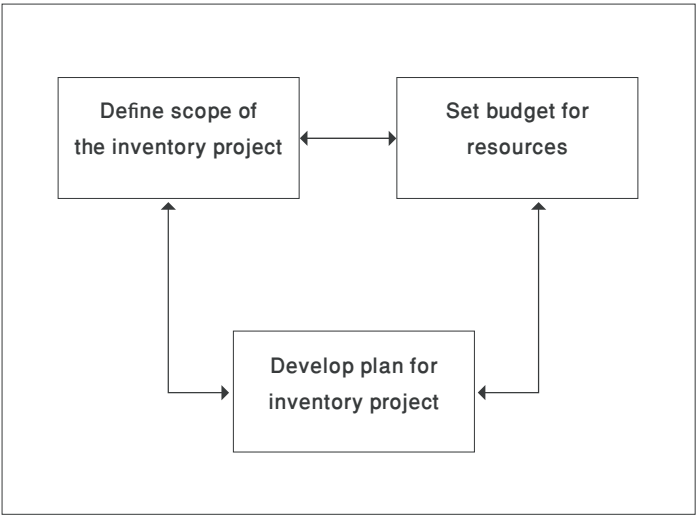 Define scope of
the inventory project
Set budget for
resources
Develop plan for
inventory project